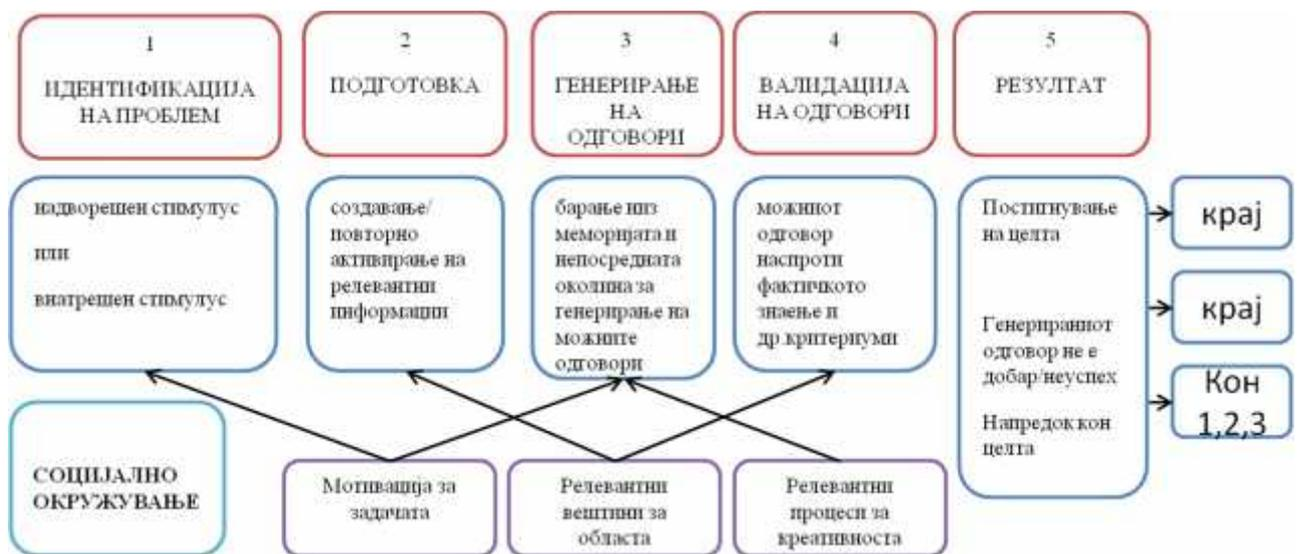 1
ИДЕНТИФИКАЦИЈА
НА ПРОБЛЕМ
2
ПОДГОТОВКА
3
ГЕНЕРИРАЊЕ
НА
ОДГОВОРИ
4
ВАЛИДАЦИЈА
НА ОДГОВОРИ
5
РЕЗУЛТАТ
надворешен стимулус
или
внатрешен стимулус
создавање/
повторно
активирање на
релевантни
информации
барање низ
меморијата и
непосредната
околина за
генерирање на
можните
одговори
можниот
одговор
наспроти
фактичкото
знаење и
др.критериуми
Постигнување
на целта
Генерираниот
одговор не е
добар/неуспех
Напредок кон
целта
крај
крај
Кон
1,2,3
СОЦИЈАЛНО
ОКРУЖУВАЊЕ
Мотивација за
задачата
Релевантни
вештини за
областа
Релевантни
процеси за
креативноста